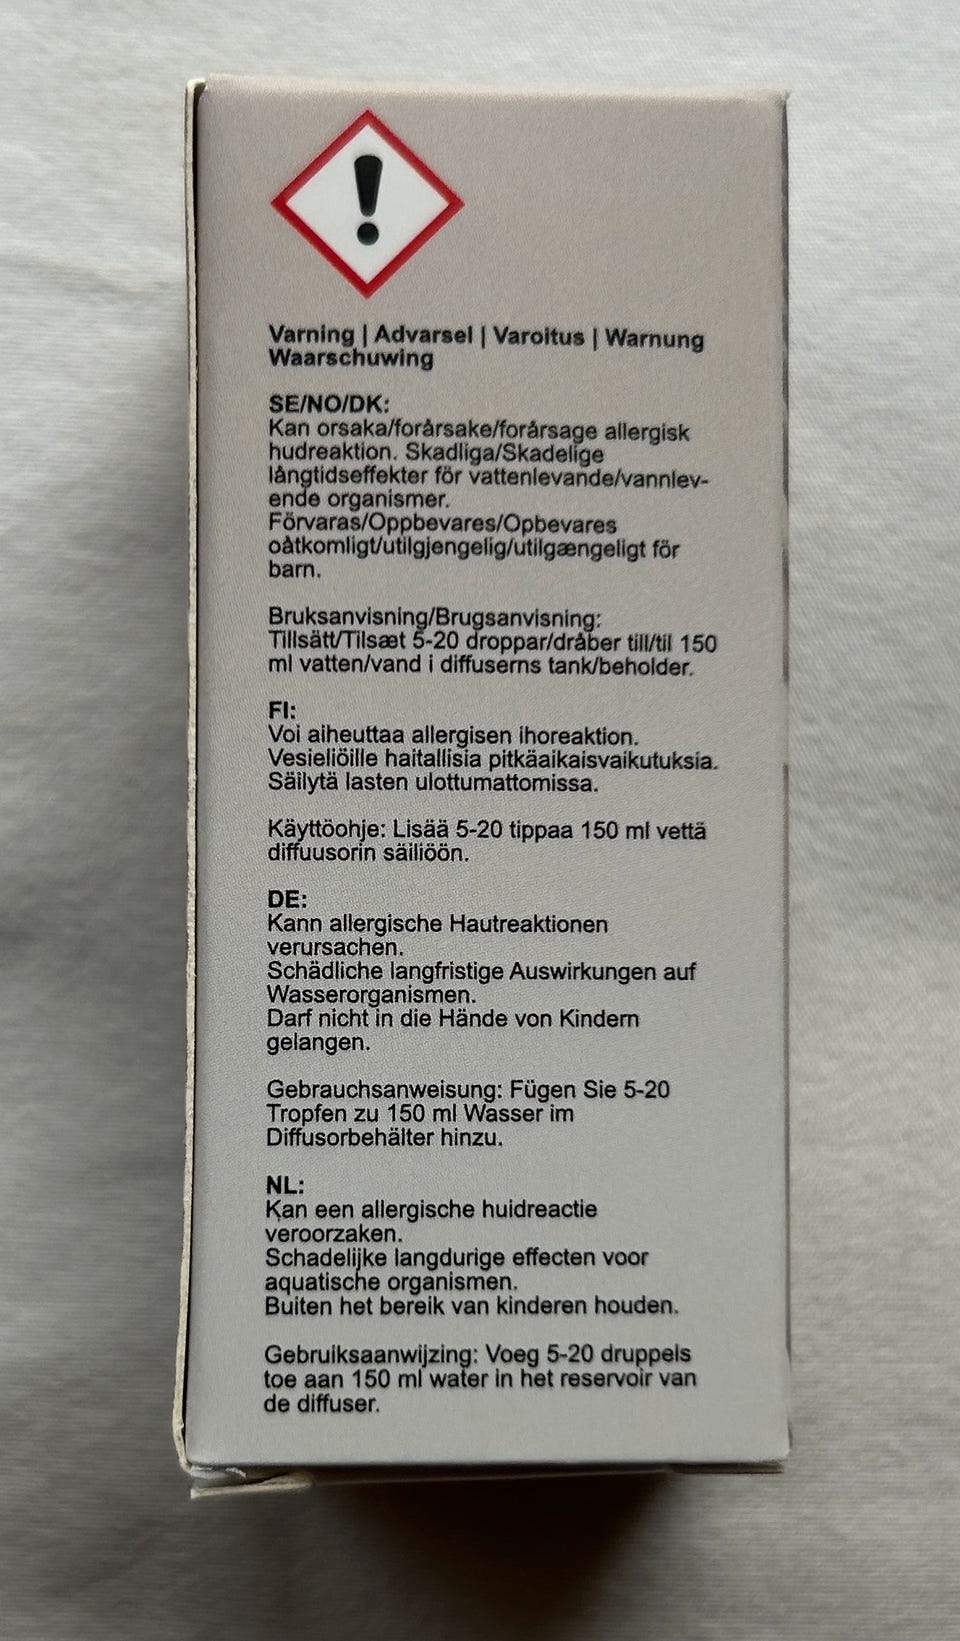 Varning | Advarsel | Varoitus | Warnung
Waarschuwing
SE/NO/DK:
Kan orsaka/forårsake/forårsage allergisk
hudreaktion. Skadliga/Skadelige
långtidseffekter för vattenlevande/vannlev-
ende organismer.
Förvaras/Oppbevares/Opbevares
oåtkomligt/utilgjengelig/utilgængeligt för
barn.
Bruksanvisning/Brugsanvisning:
Tillsätt/Tilsæt 5-20 droppar/dråber till/til 150
ml vatten/vand i diffuserns tank/beholder.
FI:
Voi aiheuttaa allergisen ihoreaktion.
Vesieliöille haitallisia pitkäaikaisvaikutuksia.
Säilytä lasten ulottumattomissa.
Käyttöohje: Lisää 5-20 tippaa 150 ml vettä
diffuusorin säiliöön.
DE:
Kann allergische Hautreaktionen
verursachen.
Schädliche langfristige Auswirkungen auf
Wasserorganismen.
Darf nicht in die Hände von Kindern
gelangen.
Gebrauchsanweisung: Fügen Sie 5-20
Tropfen zu 150 ml Wasser im
Diffusorbehälter hinzu.
NL:
Kan een allergische huidreactie
veroorzaken.
Schadelijke langdurige effecten voor
aquatische organismen.
Buiten het bereik van kinderen houden.
Gebruiksaanwijzing: Voeg 5-20 druppels
toe aan 150 ml water in het reservoir van
de diffuser.